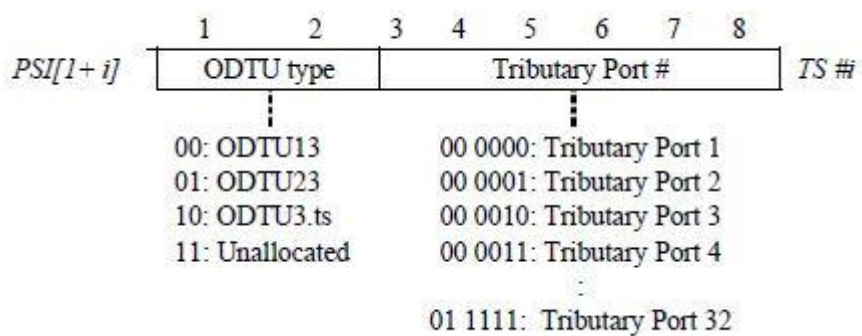 1 2 3 4 5 6 7 8
PSI[1+ i] ODTU type Tributary Port # TS #i
00: ODTU13 00 0000: Tributary Port 1
01: ODTU23 00 0001: Tributary Port 2
10: ODTU3.ts 00 0010: Tributary Port 3
11: Unallocated 00 0011: Tributary Port 4
:
01 1111: Tributary Port 32